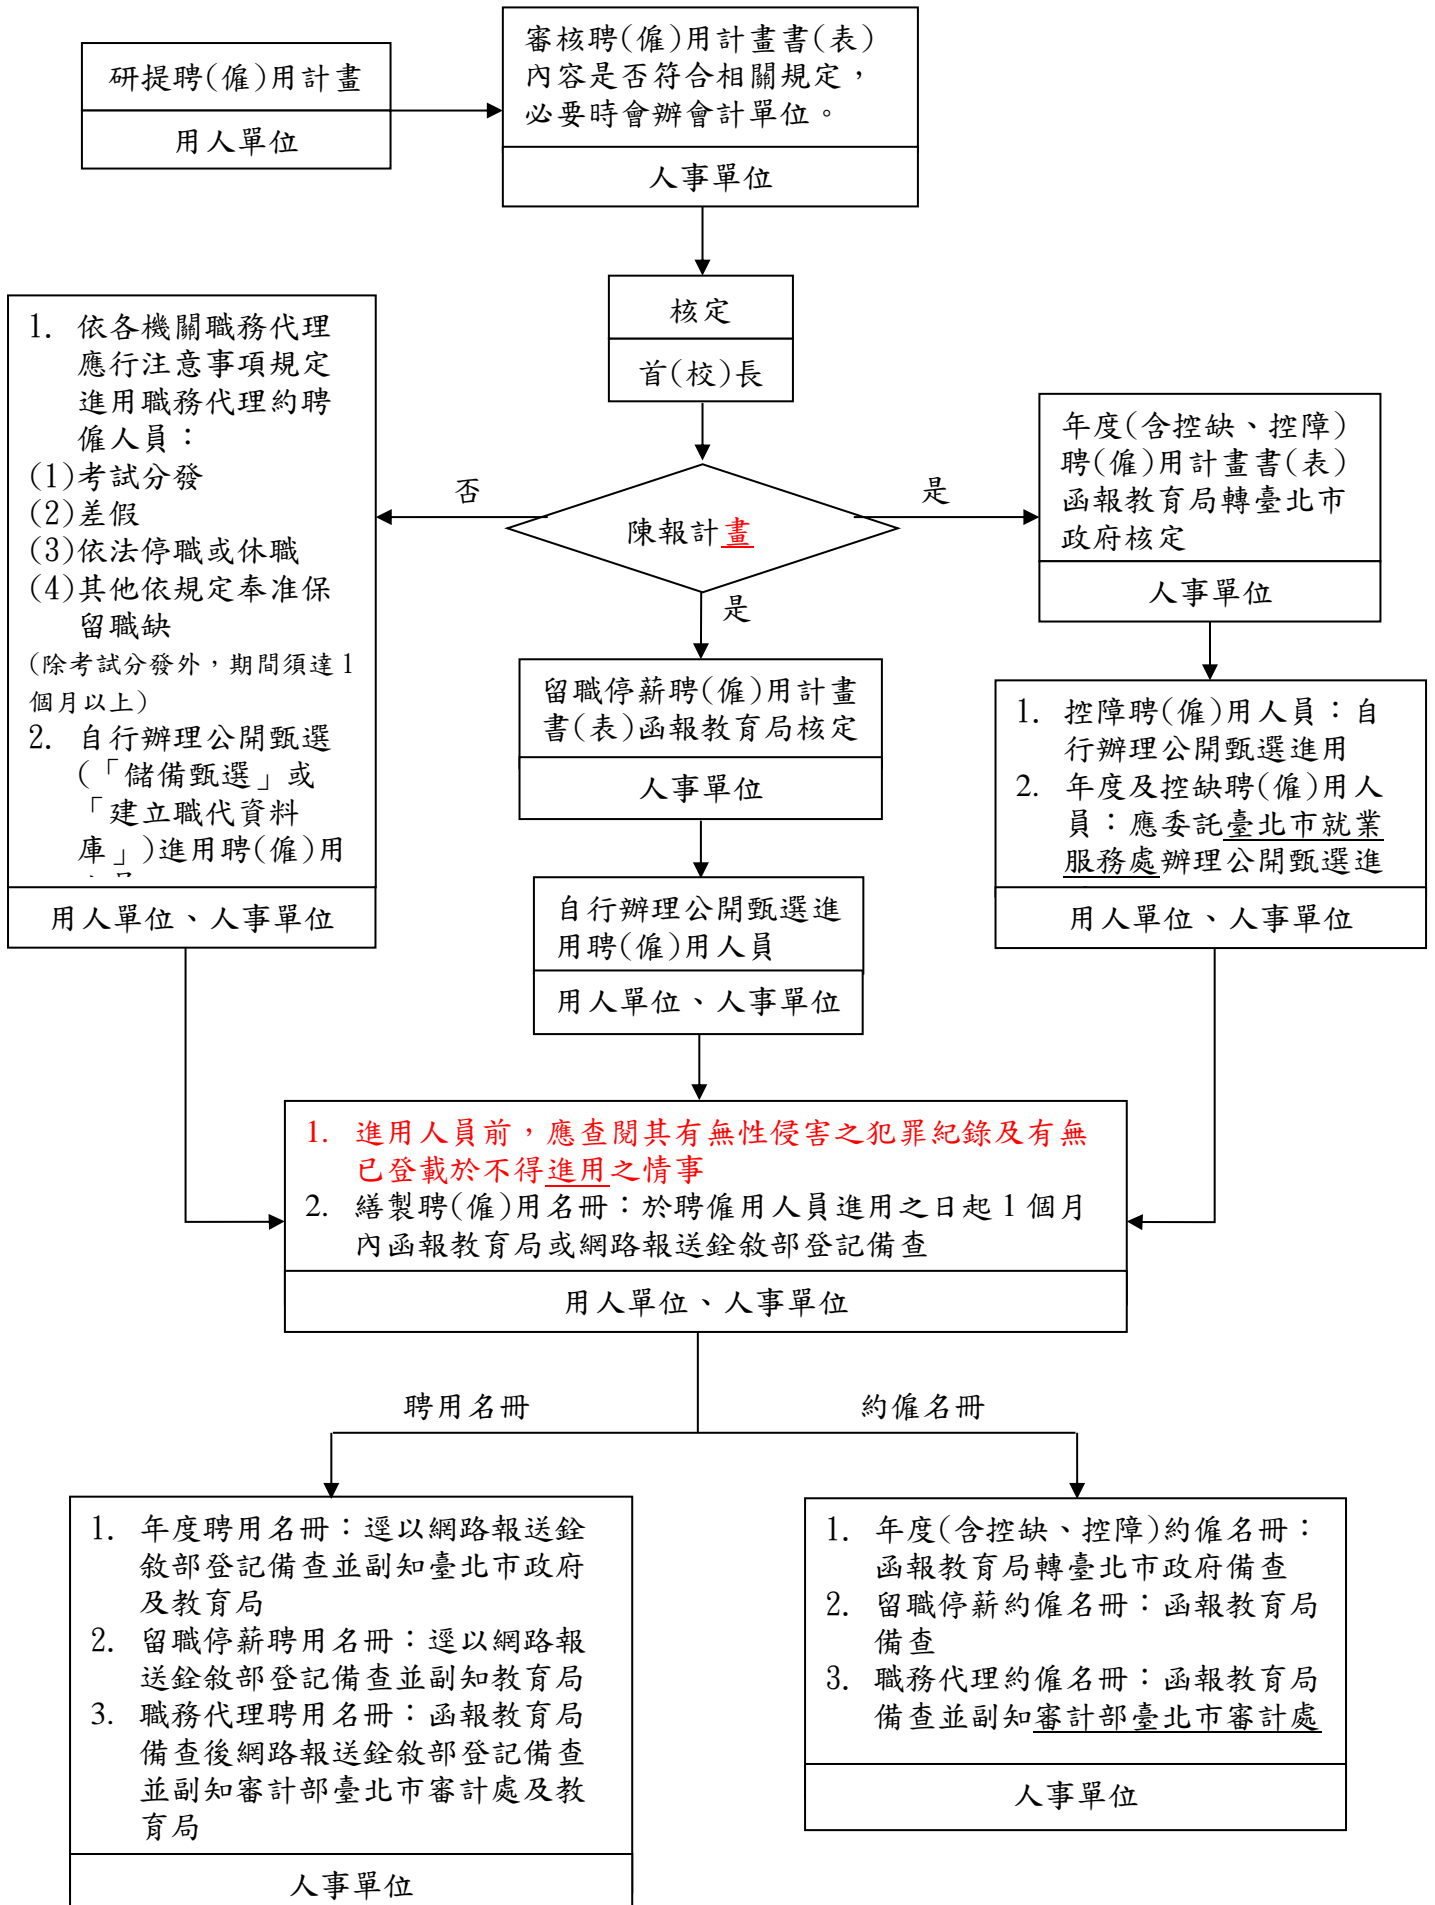 研提聘(僱)用計畫
用人單位
審核聘(僱)用計畫書(表)
內容是否符合相關規定，
必要時會辦會計單位。
人事單位
核定
首(校)長
陳報計畫
否
是
是
1. 依各機關職務代理
應行注意事項規定
進用職務代理約聘
僱人員：
(1)考試分發
(2)差假
(3)依法停職或休職
(4)其他依規定奉准保
留職缺
(除考試分發外，期間須達1
個月以上)
2. 自行辦理公開甄選
(「儲備甄選」或
「建立職代資料
庫」)進用聘(僱)用
用人單位、人事單位
留職停薪聘(僱)用計畫
書(表)函報教育局核定
人事單位
自行辦理公開甄選進
用聘(僱)用人員
用人單位、人事單位
年度(含控缺、控障)
聘(僱)用計畫書(表)
函報教育局轉臺北市
政府核定
人事單位
1. 控障聘(僱)用人員：自
行辦理公開甄選進用
2. 年度及控缺聘(僱)用人
員：應委託臺北市就業
服務處辦理公開甄選進
用人單位、人事單位
1. 進用人員前，應查閱其有無性侵害之犯罪紀錄及有無
已登載於不得進用之情事
2. 繕製聘(僱)用名冊：於聘僱用人員進用之日起1個月
內函報教育局或網路報送銓敘部登記備查
用人單位、人事單位
聘用名冊
約僱名冊
1. 年度聘用名冊：逕以網路報送銓
敘部登記備查並副知臺北市政府
及教育局
2. 留職停薪聘用名冊：逕以網路報
送銓敘部登記備查並副知教育局
3. 職務代理聘用名冊：函報教育局
備查後網路報送銓敘部登記備查
並副知審計部臺北市審計處及教
育局
人事單位
1. 年度(含控缺、控障)約僱名冊：
函報教育局轉臺北市政府備查
2. 留職停薪約僱名冊：函報教育局
備查
3. 職務代理約僱名冊：函報教育局
備查並副知審計部臺北市審計處
人事單位